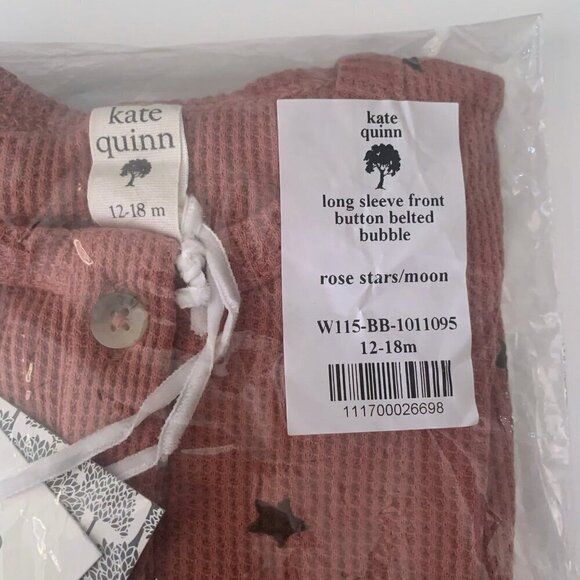 kate
quinn
12-18 m
kate
quinn
long sleeve front
button belted
bubble
rose stars/moon
W115-BB-1011095
12-18m
111700026698